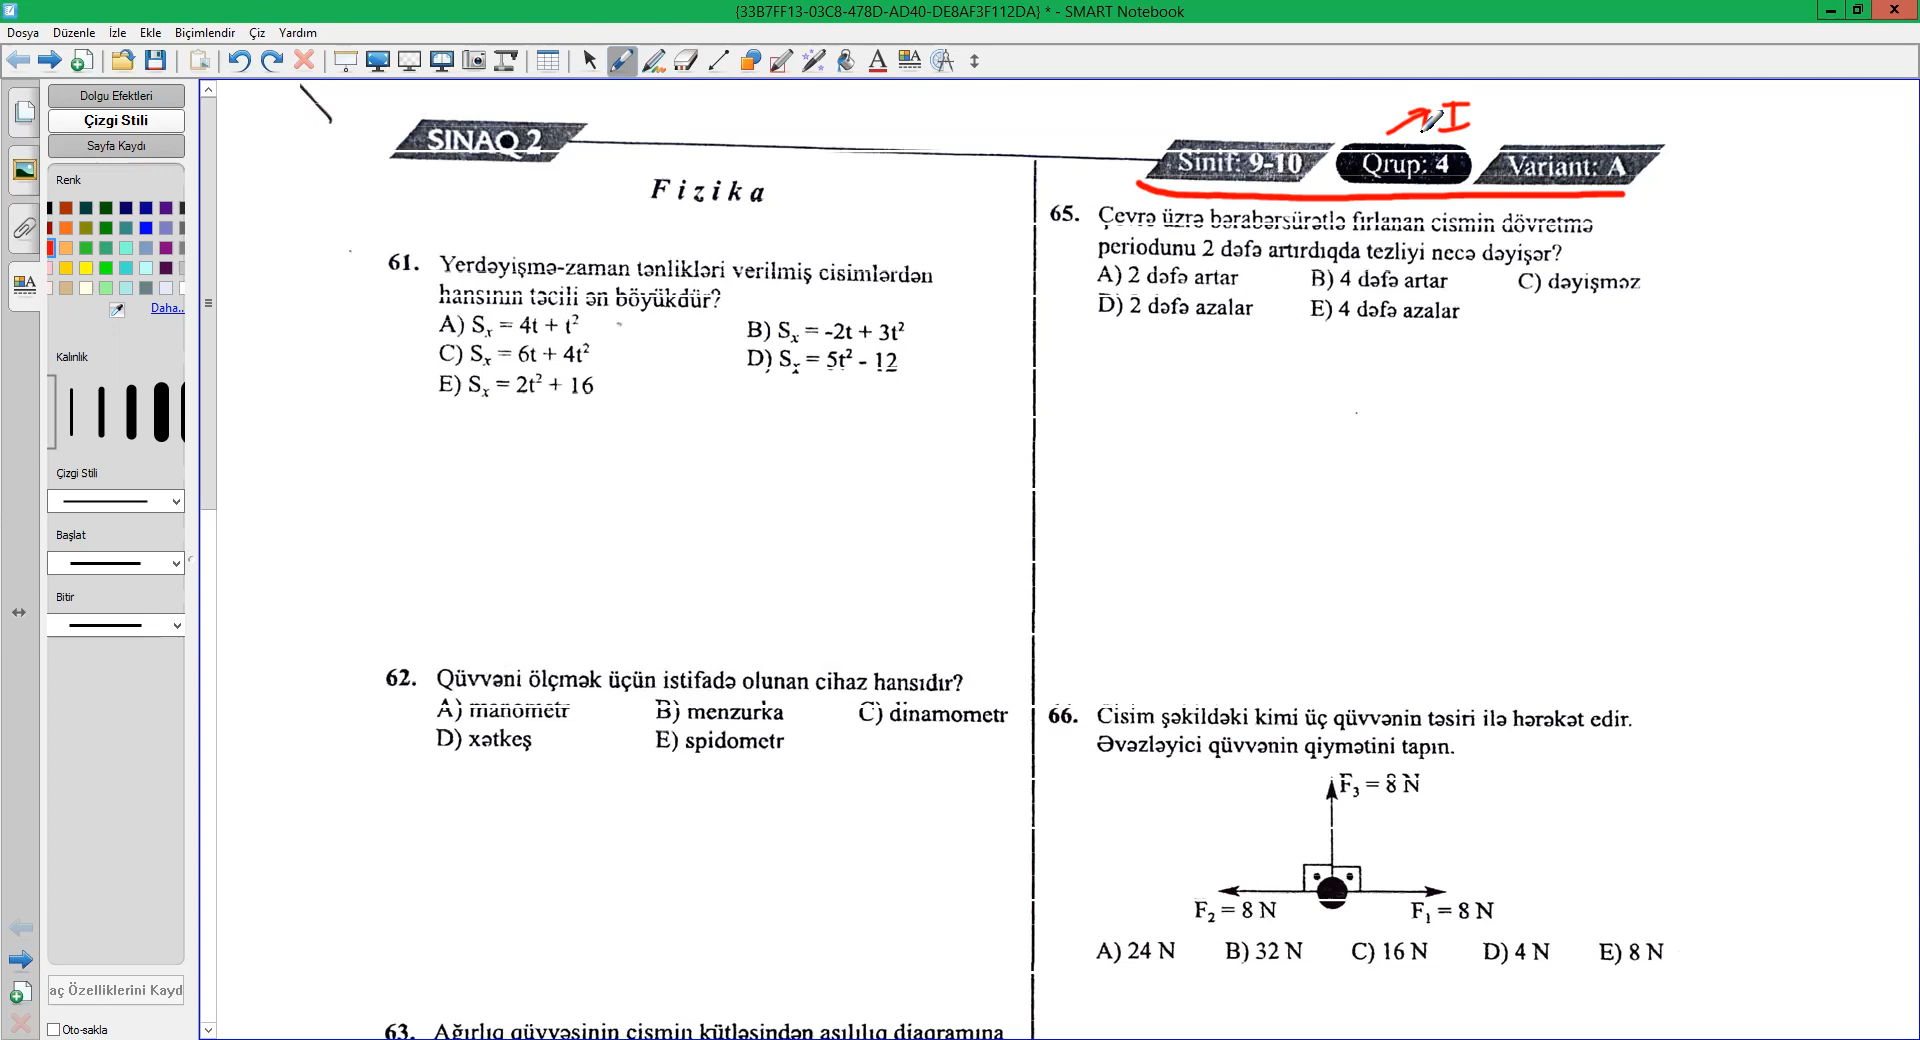 {33B7FF13-03C8-478D-AD40-DE8AF3F112DA} * - SMART Notebook
Dosya Düzenle İzle Ekle Biçimlendir Çiz Yardım
Dolgu Efektleri
Çizgi Stili
Sayfa Kaydı
Renk
Daha..
Kalınlık
Çizgi Stili
Başlat
Bitir
aç Özelliklerini Kayd
Oto-sakla
I
SINAQ 2
Sinif: 9-10 Qrup: 4 Variant: A
Fizika
61. Yerdəyişmə-zaman tənlikləri verilmiş cisimlərdən
hansının təcili ən böyükdür?
A) Sₓ = 4t + t² B) Sₓ = -2t + 3t²
C) Sₓ = 6t + 4t² D) Sₓ = 5t² - 12
E) Sₓ = 2t² + 16
62. Qüvvəni ölçmək üçün istifadə olunan cihaz hansıdır?
A) manometr B) menzurka C) dinamometr
D) xətkeş E) spidometr
63. Ağırlıq qüvvəsinin cismin kütləsindən asılılıq diaqramına
65. Çevrə üzrə bərabərsürətlə fırlanan cismin dövretmə
periodunu 2 dəfə artırdıqda tezliyi necə dəyişər?
A) 2 dəfə artar B) 4 dəfə artar C) dəyişməz
D) 2 dəfə azalar E) 4 dəfə azalar
66. Cisim şəkildəki kimi üç qüvvənin təsiri ilə hərəkət edir.
Əvəzləyici qüvvənin qiymətini tapın.
F₃ = 8 N
F₂ = 8 N F₁ = 8 N
A) 24 N B) 32 N C) 16 N D) 4 N E) 8 N